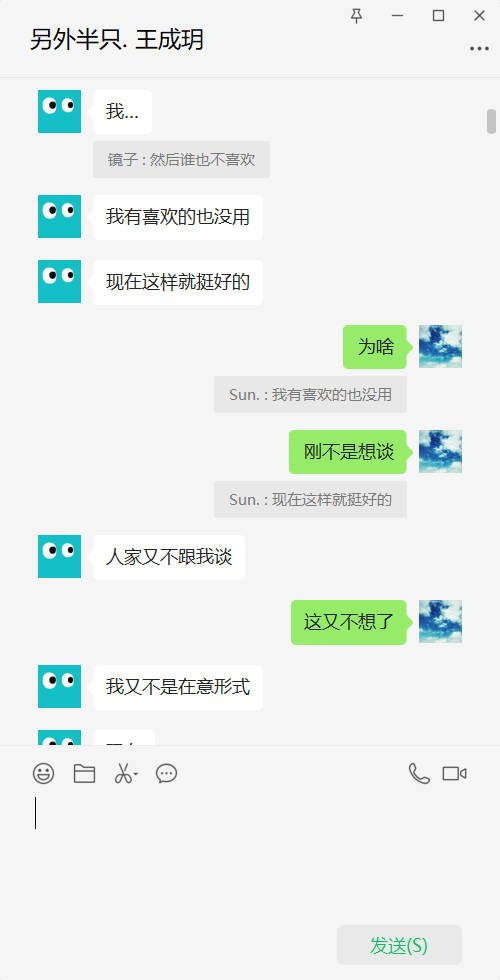 另外半只. 王成玥
我...
镜子 : 然后谁也不喜欢
我有喜欢的也没用
现在这样就挺好的
为啥
Sun. : 我有喜欢的也没用
刚不是想谈
Sun. : 现在这样就挺好的
人家又不跟我谈
这又不想了
我又不是在意形式
发送(S)